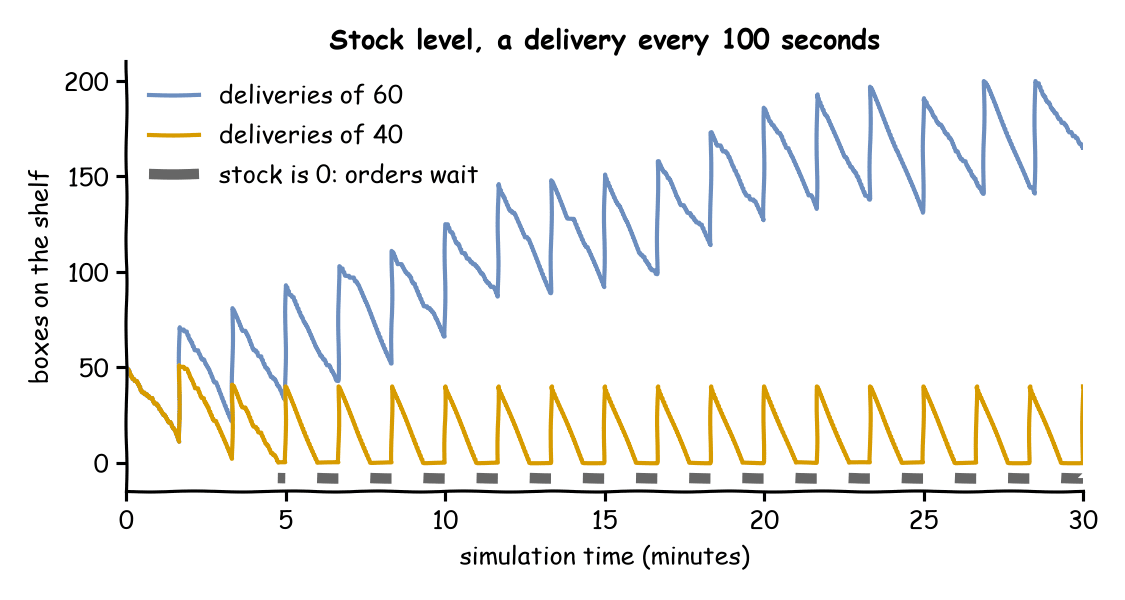 Stock level, a delivery every 100 seconds
deliveries of 60
deliveries of 40
stock is 0: orders wait
boxes on the shelf
200
150
100
50
0
0 5 10 15 20 25 30
simulation time (minutes)